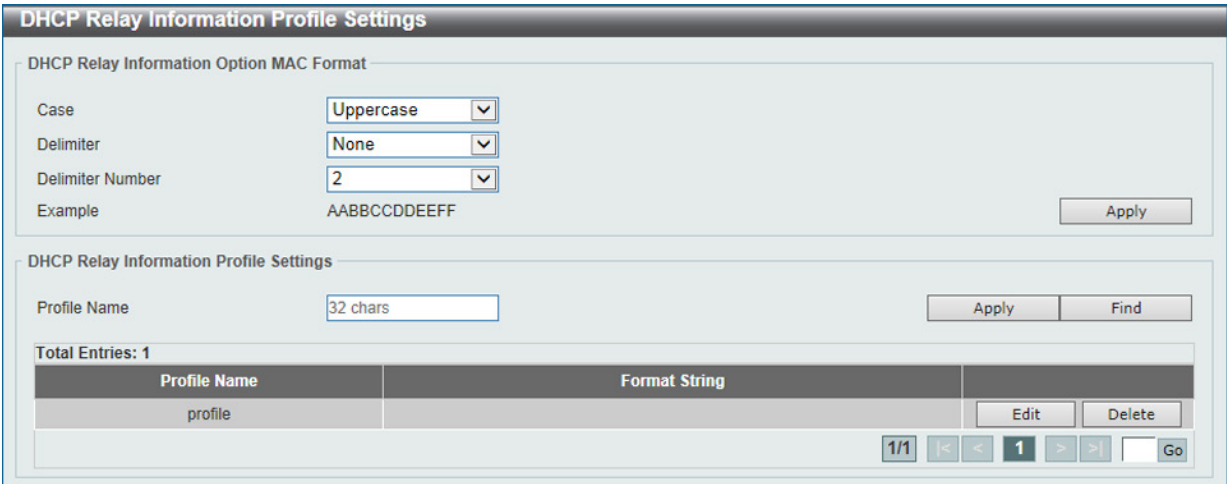 DHCP Relay Information Profile Settings
DHCP Relay Information Option MAC Format
Case Uppercase
Delimiter None
Delimiter Number 2
Example AABBCCDDEEFF Apply
DHCP Relay Information Profile Settings
Profile Name 32 chars Apply Find
Total Entries: 1
Profile Name Format String
profile Edit Delete
1/1 |< < 1 > >| Go